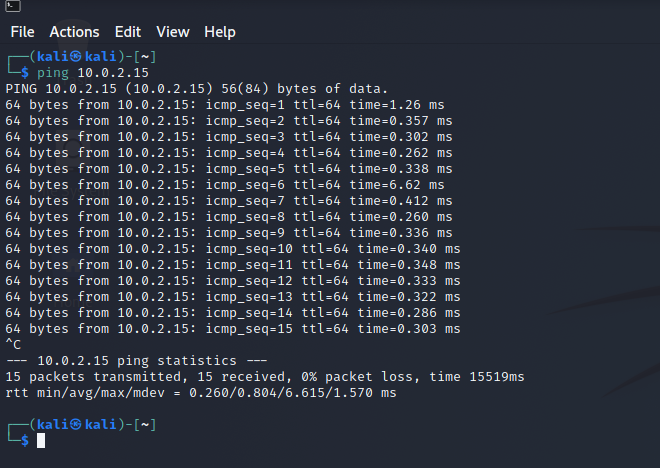 File Actions Edit View Help
┌──(kali㉿kali)-[~]
└─$ ping 10.0.2.15
PING 10.0.2.15 (10.0.2.15) 56(84) bytes of data.
64 bytes from 10.0.2.15: icmp_seq=1 ttl=64 time=1.26 ms
64 bytes from 10.0.2.15: icmp_seq=2 ttl=64 time=0.357 ms
64 bytes from 10.0.2.15: icmp_seq=3 ttl=64 time=0.302 ms
64 bytes from 10.0.2.15: icmp_seq=4 ttl=64 time=0.262 ms
64 bytes from 10.0.2.15: icmp_seq=5 ttl=64 time=0.338 ms
64 bytes from 10.0.2.15: icmp_seq=6 ttl=64 time=6.62 ms
64 bytes from 10.0.2.15: icmp_seq=7 ttl=64 time=0.412 ms
64 bytes from 10.0.2.15: icmp_seq=8 ttl=64 time=0.260 ms
64 bytes from 10.0.2.15: icmp_seq=9 ttl=64 time=0.336 ms
64 bytes from 10.0.2.15: icmp_seq=10 ttl=64 time=0.340 ms
64 bytes from 10.0.2.15: icmp_seq=11 ttl=64 time=0.348 ms
64 bytes from 10.0.2.15: icmp_seq=12 ttl=64 time=0.333 ms
64 bytes from 10.0.2.15: icmp_seq=13 ttl=64 time=0.322 ms
64 bytes from 10.0.2.15: icmp_seq=14 ttl=64 time=0.286 ms
64 bytes from 10.0.2.15: icmp_seq=15 ttl=64 time=0.303 ms
^C
--- 10.0.2.15 ping statistics ---
15 packets transmitted, 15 received, 0% packet loss, time 15519ms
rtt min/avg/max/mdev = 0.260/0.804/6.615/1.570 ms
┌──(kali㉿kali)-[~]
└─$